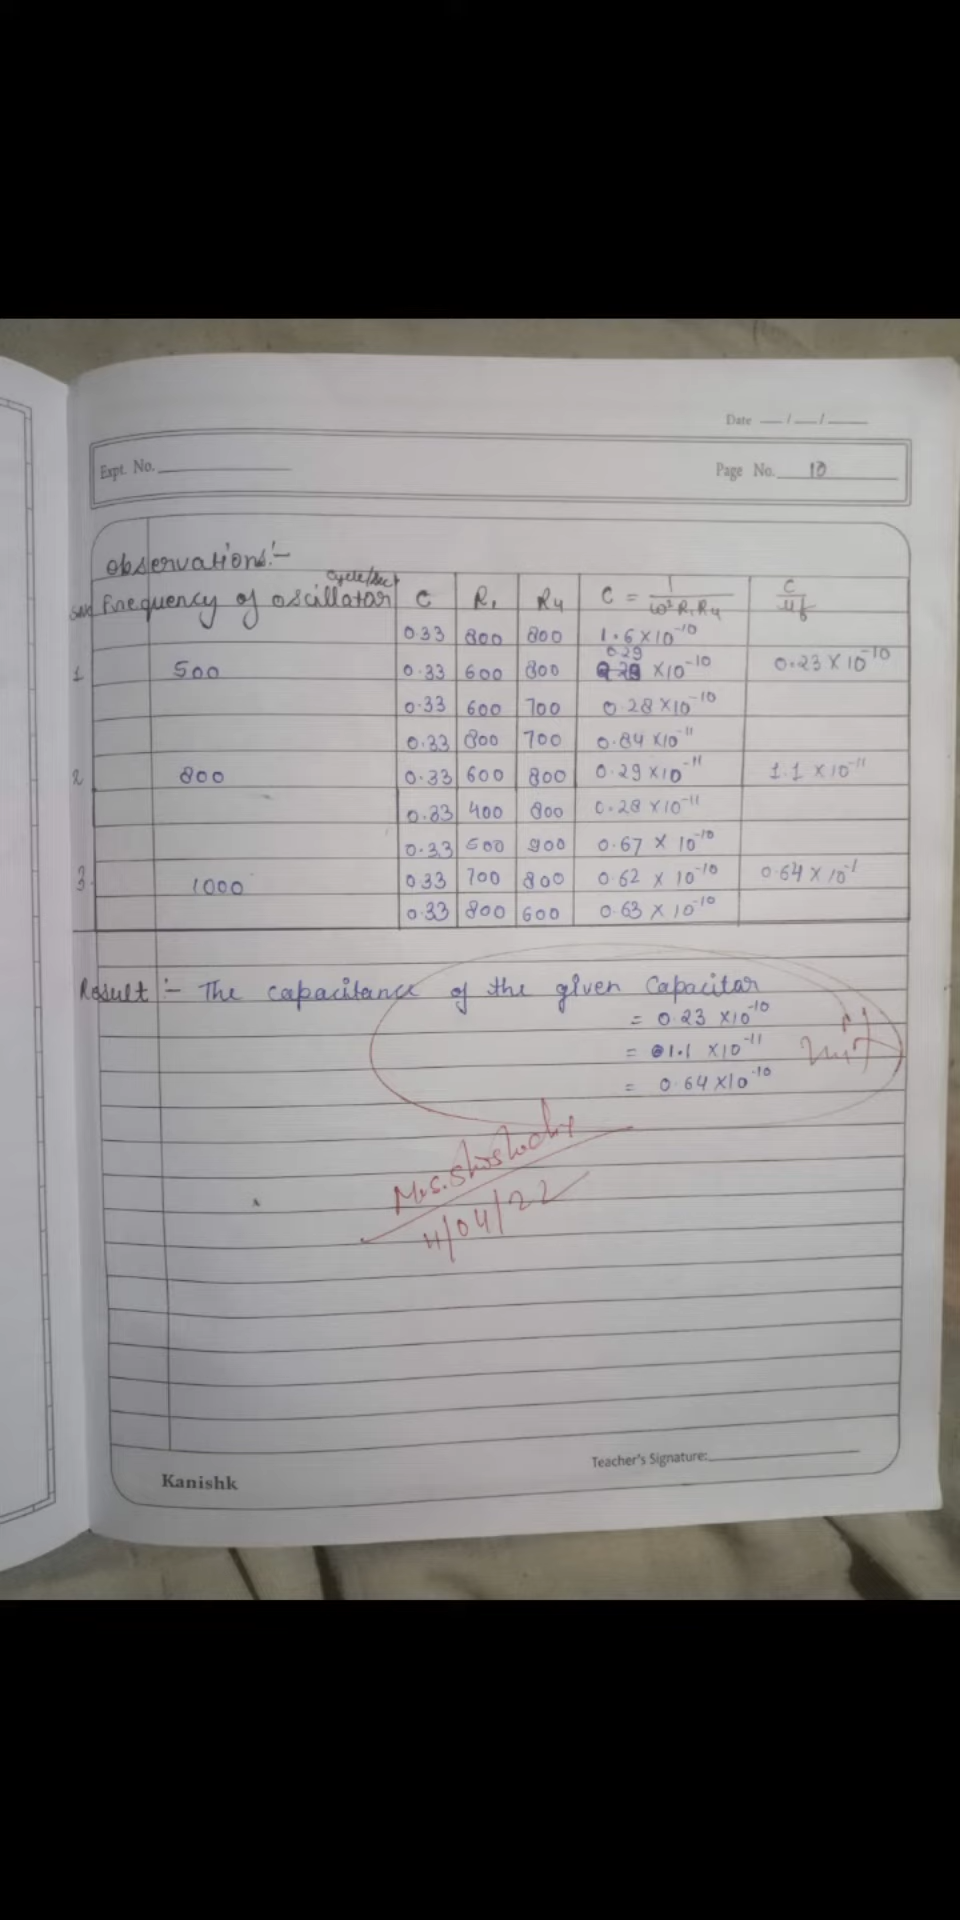 Date __/__/____
Expt. No.
Page No. 10
Observations:-
S.No Frequency of oscillator cycle/sec C R1 R4 C = 1/ω²R1R4 C/μf
0.33 800 800 1.6×10⁻¹⁰
1 500 0.33 600 800 0.29 ×10⁻¹⁰ 0.23 × 10⁻¹⁰
0.33 600 700 0.28×10⁻¹⁰
0.33 800 700 0.84 ×10⁻¹¹
2 800 0.33 600 800 0.29 ×10⁻¹¹ 1.1 × 10⁻¹¹
0.33 400 800 0.28 ×10⁻¹¹
0.33 500 900 0.67 × 10⁻¹⁰
3. 1000 0.33 700 800 0.62 × 10⁻¹⁰ 0.64 × 10⁻¹
0.33 800 600 0.63 × 10⁻¹⁰
Result :- The capacitance of the given Capacitor
= 0.23 ×10⁻¹⁰
= 1.1 ×10⁻¹¹
= 0.64 ×10⁻¹⁰
4/04/22
Teacher's Signature:
Kanishk